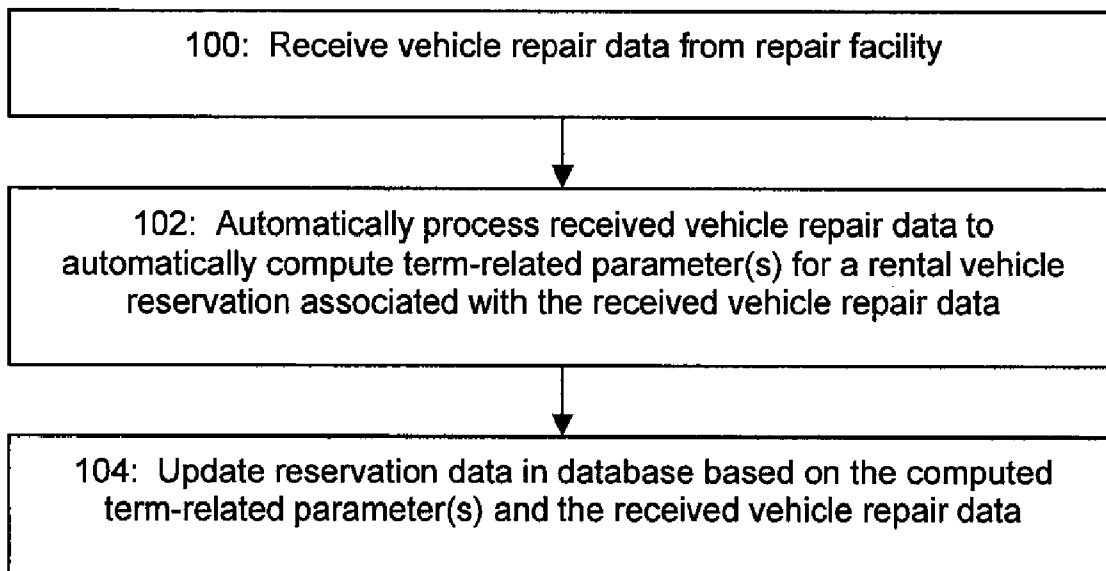 100: Receive vehicle repair data from repair facility
102: Automatically process received vehicle repair data to
automatically compute term-related parameter(s) for a rental vehicle
reservation associated with the received vehicle repair data
104: Update reservation data in database based on the computed
term-related parameter(s) and the received vehicle repair data